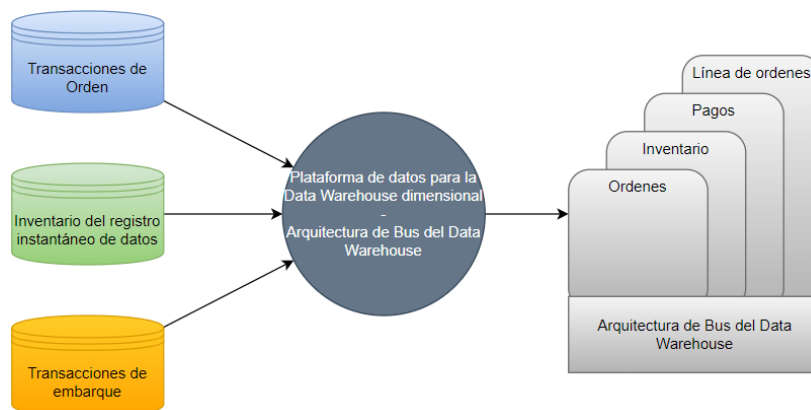 Transacciones de
Orden
Inventario del registro
instantáneo de datos
Transacciones de
embarque
Plataforma de datos para la
Data Warehouse dimensional
-
Arquitectura de Bus del Data
Warehouse
Línea de ordenes
Pagos
Inventario
Ordenes
Arquitectura de Bus del Data
Warehouse